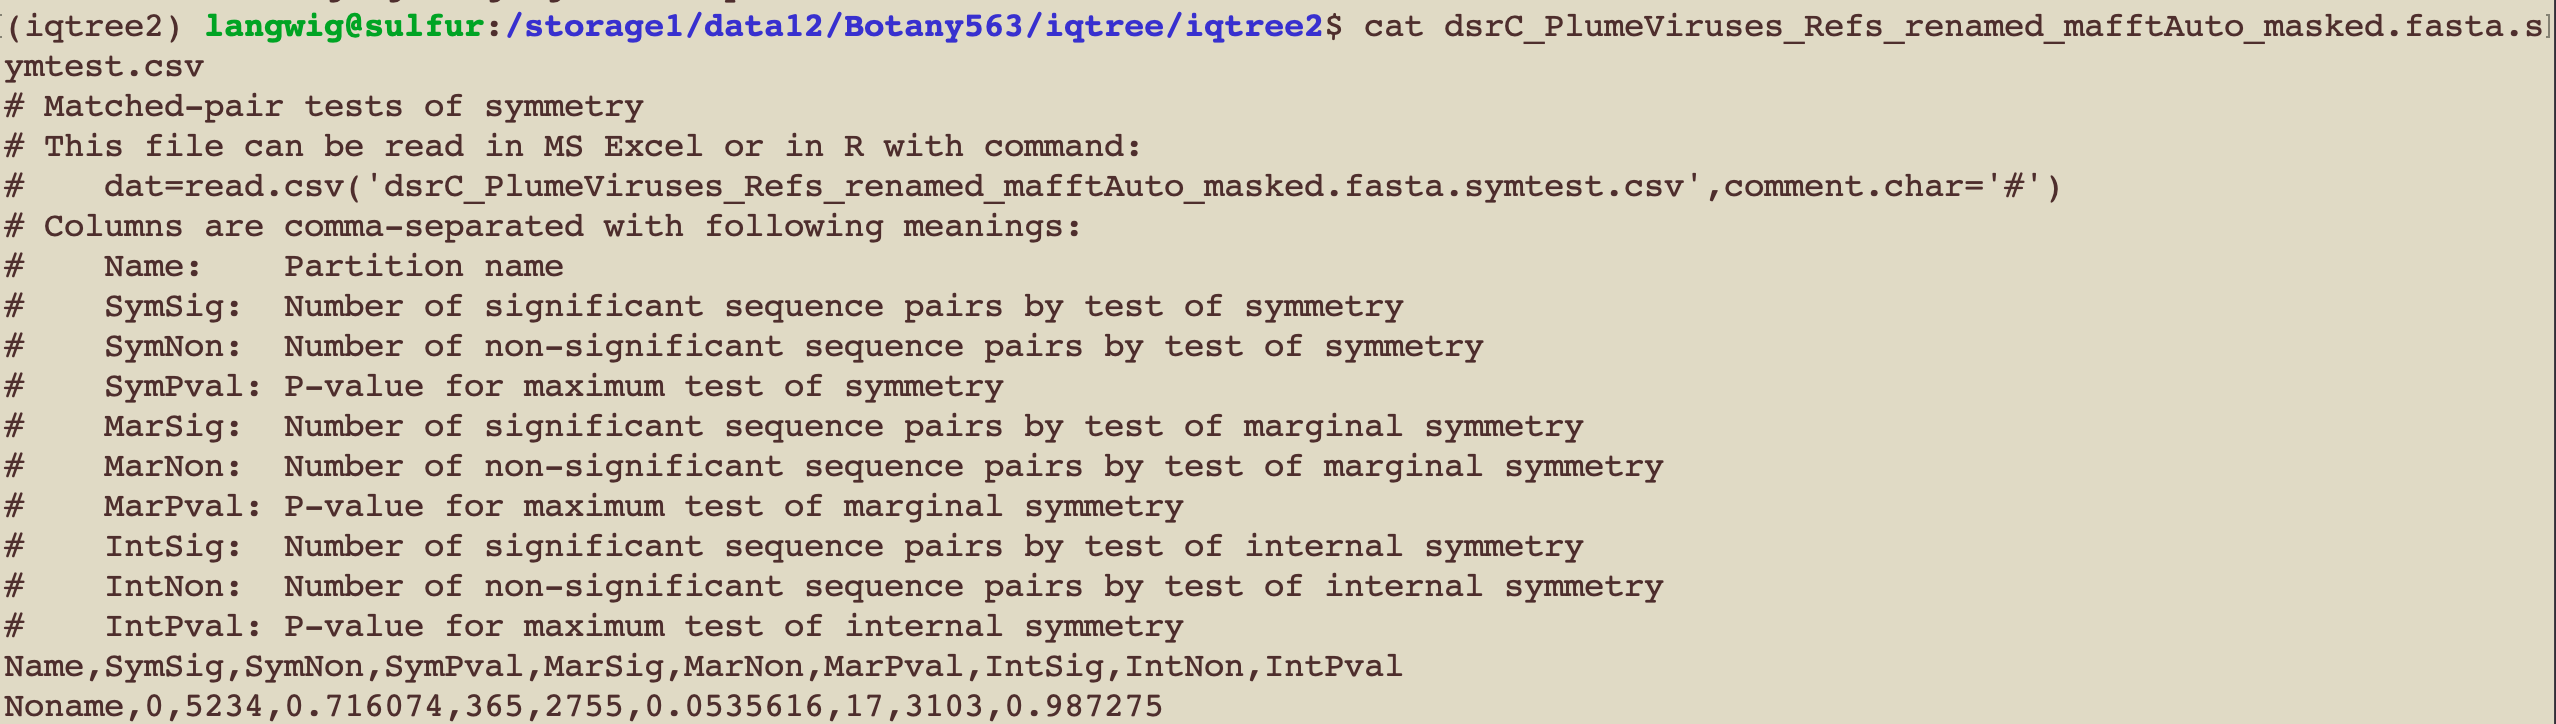 (iqtree2) langwig@sulfur:/storage1/data12/Botany563/iqtree/iqtree2$ cat dsrC_PlumeViruses_Refs_renamed_mafftAuto_masked.fasta.s
ymtest.csv
# Matched-pair tests of symmetry
# This file can be read in MS Excel or in R with command:
#    dat=read.csv('dsrC_PlumeViruses_Refs_renamed_mafftAuto_masked.fasta.symtest.csv',comment.char='#')
# Columns are comma-separated with following meanings:
#    Name:    Partition name
#    SymSig:  Number of significant sequence pairs by test of symmetry
#    SymNon:  Number of non-significant sequence pairs by test of symmetry
#    SymPval: P-value for maximum test of symmetry
#    MarSig:  Number of significant sequence pairs by test of marginal symmetry
#    MarNon:  Number of non-significant sequence pairs by test of marginal symmetry
#    MarPval: P-value for maximum test of marginal symmetry
#    IntSig:  Number of significant sequence pairs by test of internal symmetry
#    IntNon:  Number of non-significant sequence pairs by test of internal symmetry
#    IntPval: P-value for maximum test of internal symmetry
Name,SymSig,SymNon,SymPval,MarSig,MarNon,MarPval,IntSig,IntNon,IntPval
Noname,0,5234,0.716074,365,2755,0.0535616,17,3103,0.987275